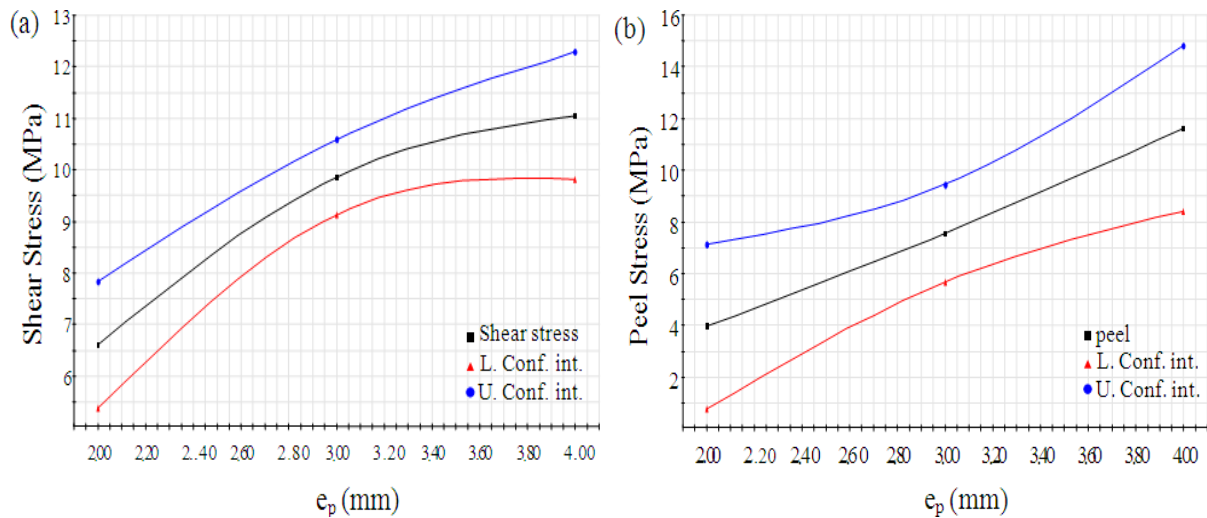 (a)
Shear Stress (MPa)
13
12
11
10
9
8
7
6
Shear stress
L. Conf. int.
U. Conf. int.
2,00 2,20 2..40 2,60 2.80 3,00 3.20 3,40 3,60 3,80 4.00
ep (mm)
(b)
Peel Stress (MPa)
16
14
12
10
8
6
4
2
peel
L. Conf. int.
U. Conf. int.
2,00 2.20 2,40 2,60 2,80 3,00 3,20 3,40 3,60 3,80 4,00
ep (mm)